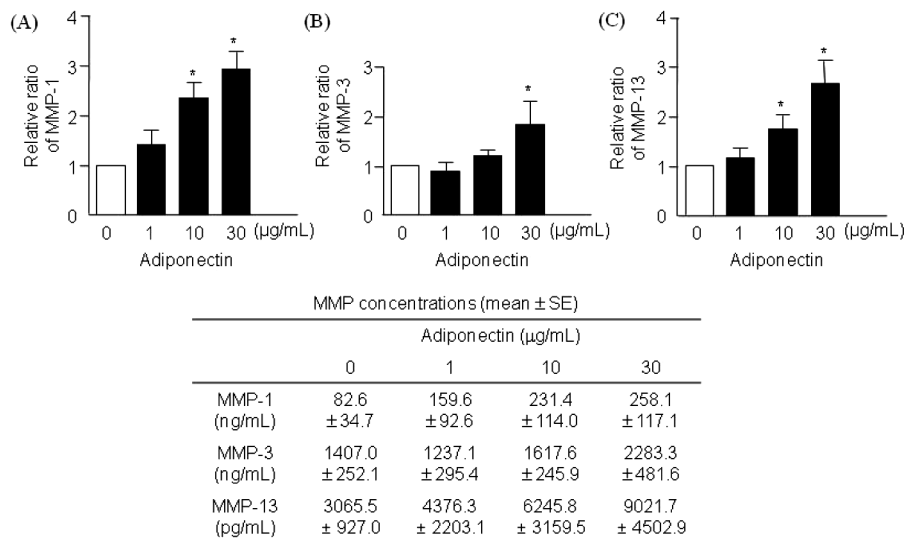 (A)
Relative ratio
of MMP-1
4
3
2
1
0
*
*
0 1 10 30 (µg/mL)
Adiponectin
(B)
Relative ratio
of MMP-3
3
2
1
0
*
0 1 10 30 (µg/mL)
Adiponectin
(C)
Relative ratio
of MMP-13
4
3
2
1
0
*
*
0 1 10 30 (µg/mL)
Adiponectin
MMP concentrations (mean ± SE)
Adiponectin (µg/mL)
0 1 10 30
MMP-1 82.6 159.6 231.4 258.1
(ng/mL) ±34.7 ±92.6 ±114.0 ±117.1
MMP-3 1407.0 1237.1 1617.6 2283.3
(ng/mL) ±252.1 ±295.4 ±245.9 ±481.6
MMP-13 3065.5 4376.3 6245.8 9021.7
(pg/mL) ± 927.0 ± 2203.1 ± 3159.5 ± 4502.9